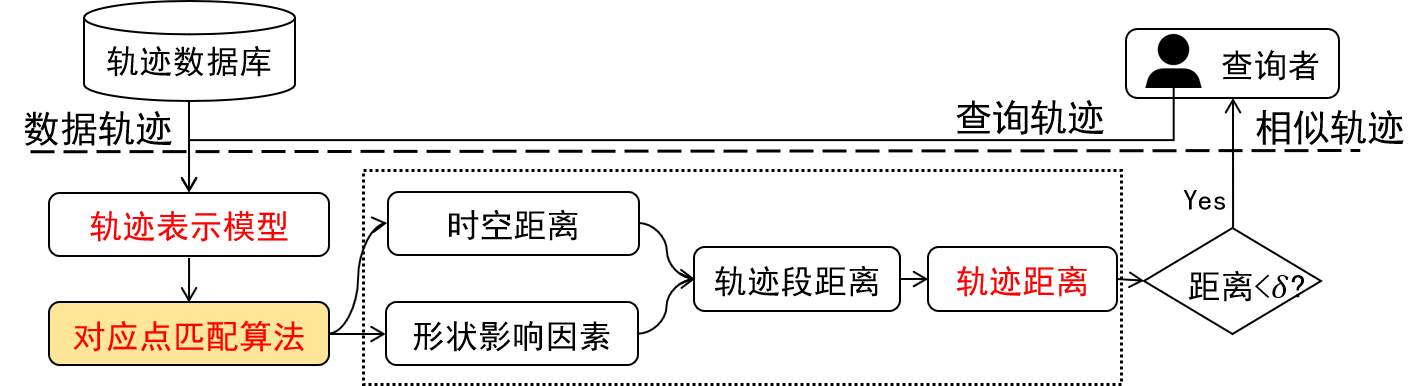 轨迹数据库
查询者
数据轨迹
查询轨迹
相似轨迹
轨迹表示模型
时空距离
Yes
轨迹段距离
轨迹距离
距离<δ?
对应点匹配算法
形状影响因素